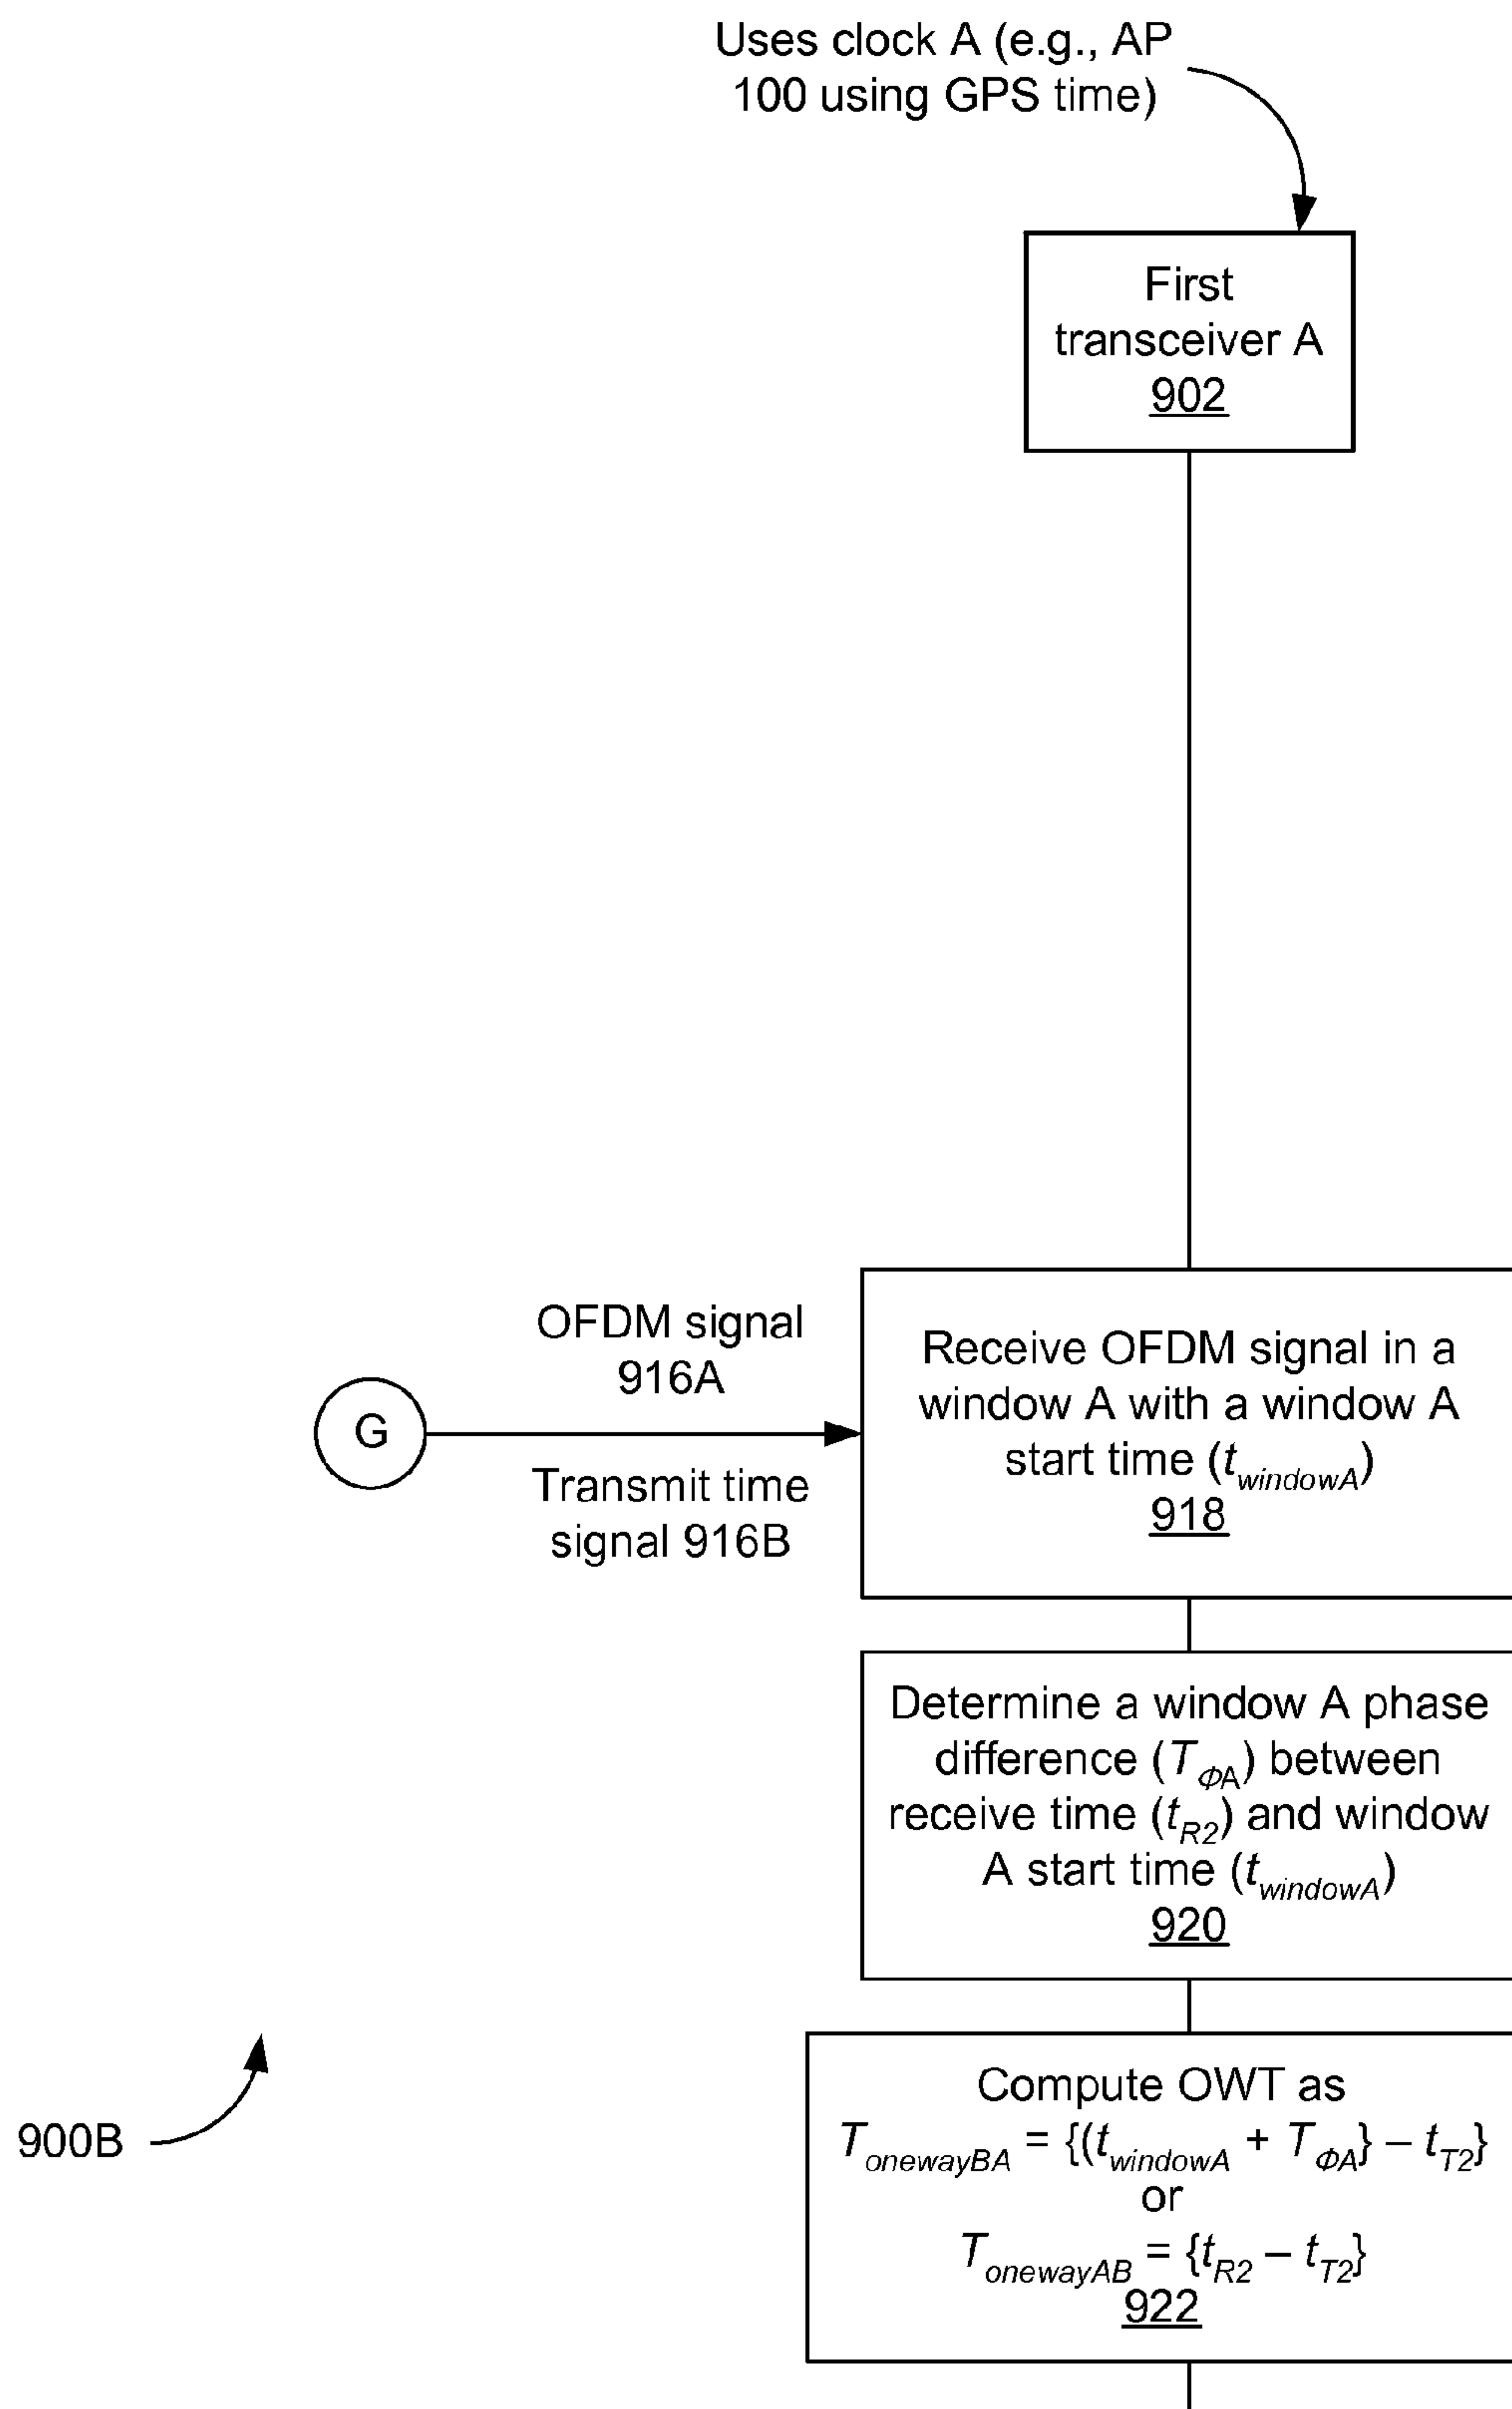 Uses clock A (e.g., AP
100 using GPS time)
First
transceiver A
902
OFDM signal
916A
G
Transmit time
signal 916B
Receive OFDM signal in a
window A with a window A
start time (t_windowA)
918
Determine a window A phase
difference (T_ΦA) between
receive time (t_R2) and window
A start time (t_windowA)
920
Compute OWT as
T_onewayBA = {(t_windowA + T_ΦA} – t_T2}
or
T_onewayAB = {t_R2 – t_T2}
922
900B